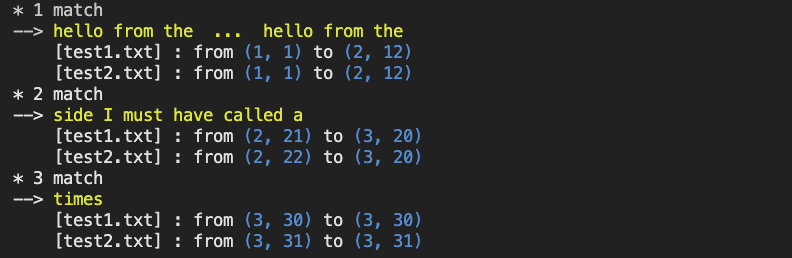 * 1 match
--> hello from the  ...  hello from the
    [test1.txt] : from (1, 1) to (2, 12)
    [test2.txt] : from (1, 1) to (2, 12)
* 2 match
--> side I must have called a
    [test1.txt] : from (2, 21) to (3, 20)
    [test2.txt] : from (2, 22) to (3, 20)
* 3 match
--> times
    [test1.txt] : from (3, 30) to (3, 30)
    [test2.txt] : from (3, 31) to (3, 31)